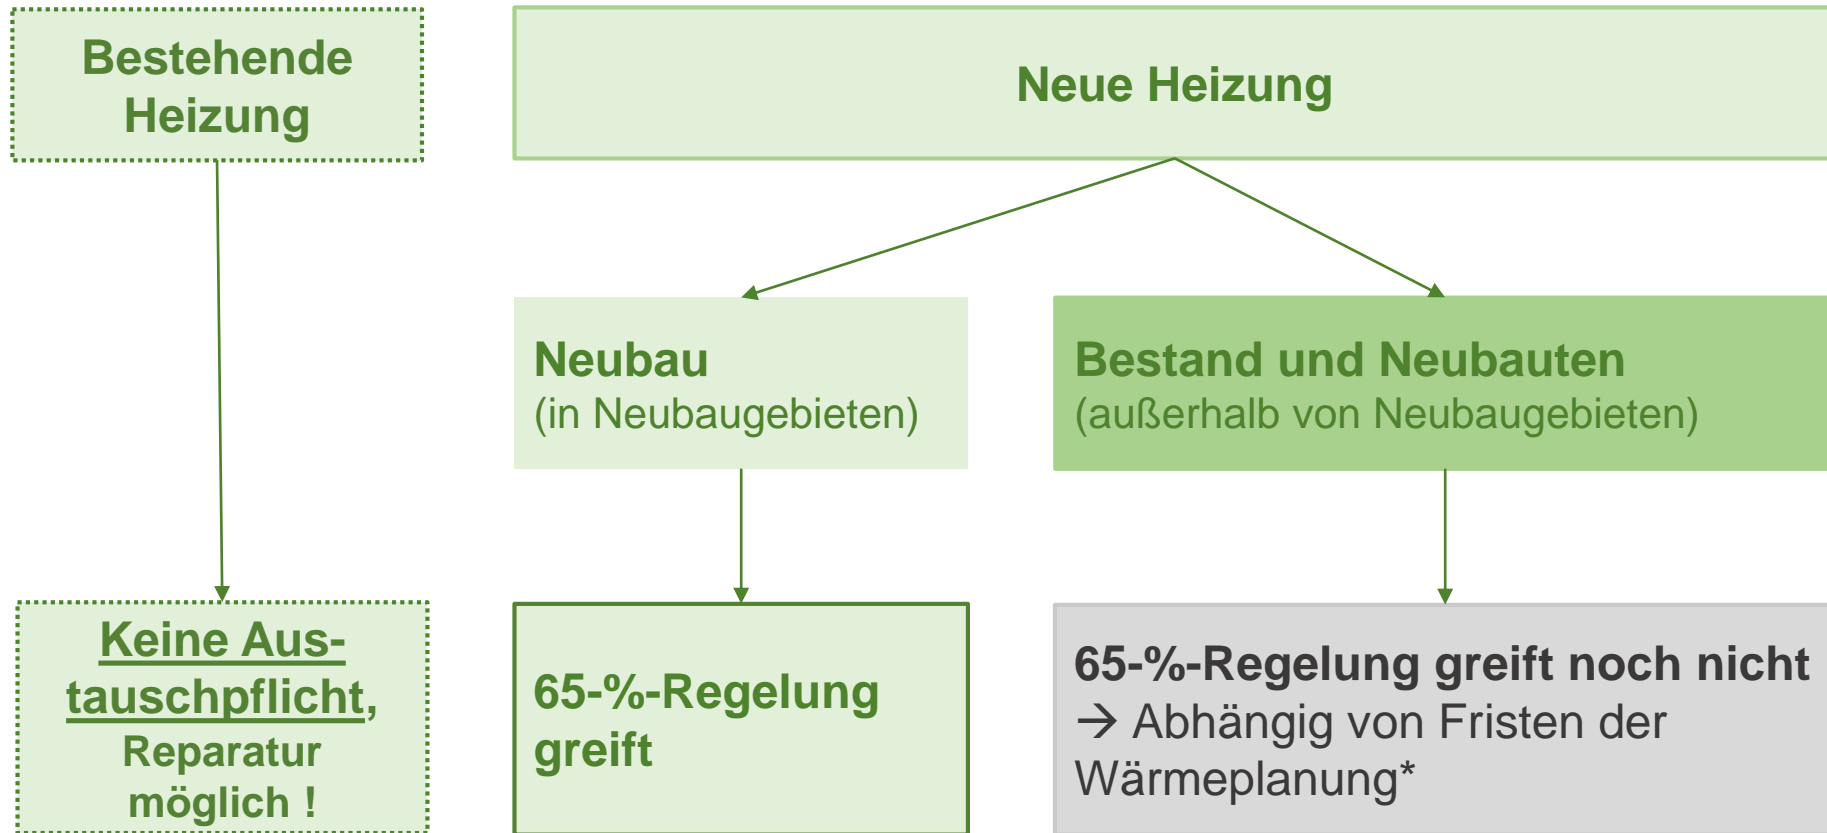 Bestehende
Heizung
Neue Heizung
Neubau
(in Neubaugebieten)
Bestand und Neubauten
(außerhalb von Neubaugebieten)
Keine Aus-
tauschpflicht,
Reparatur
möglich !
65-%-Regelung
greift
65-%-Regelung greift noch nicht
→ Abhängig von Fristen der
Wärmeplanung*